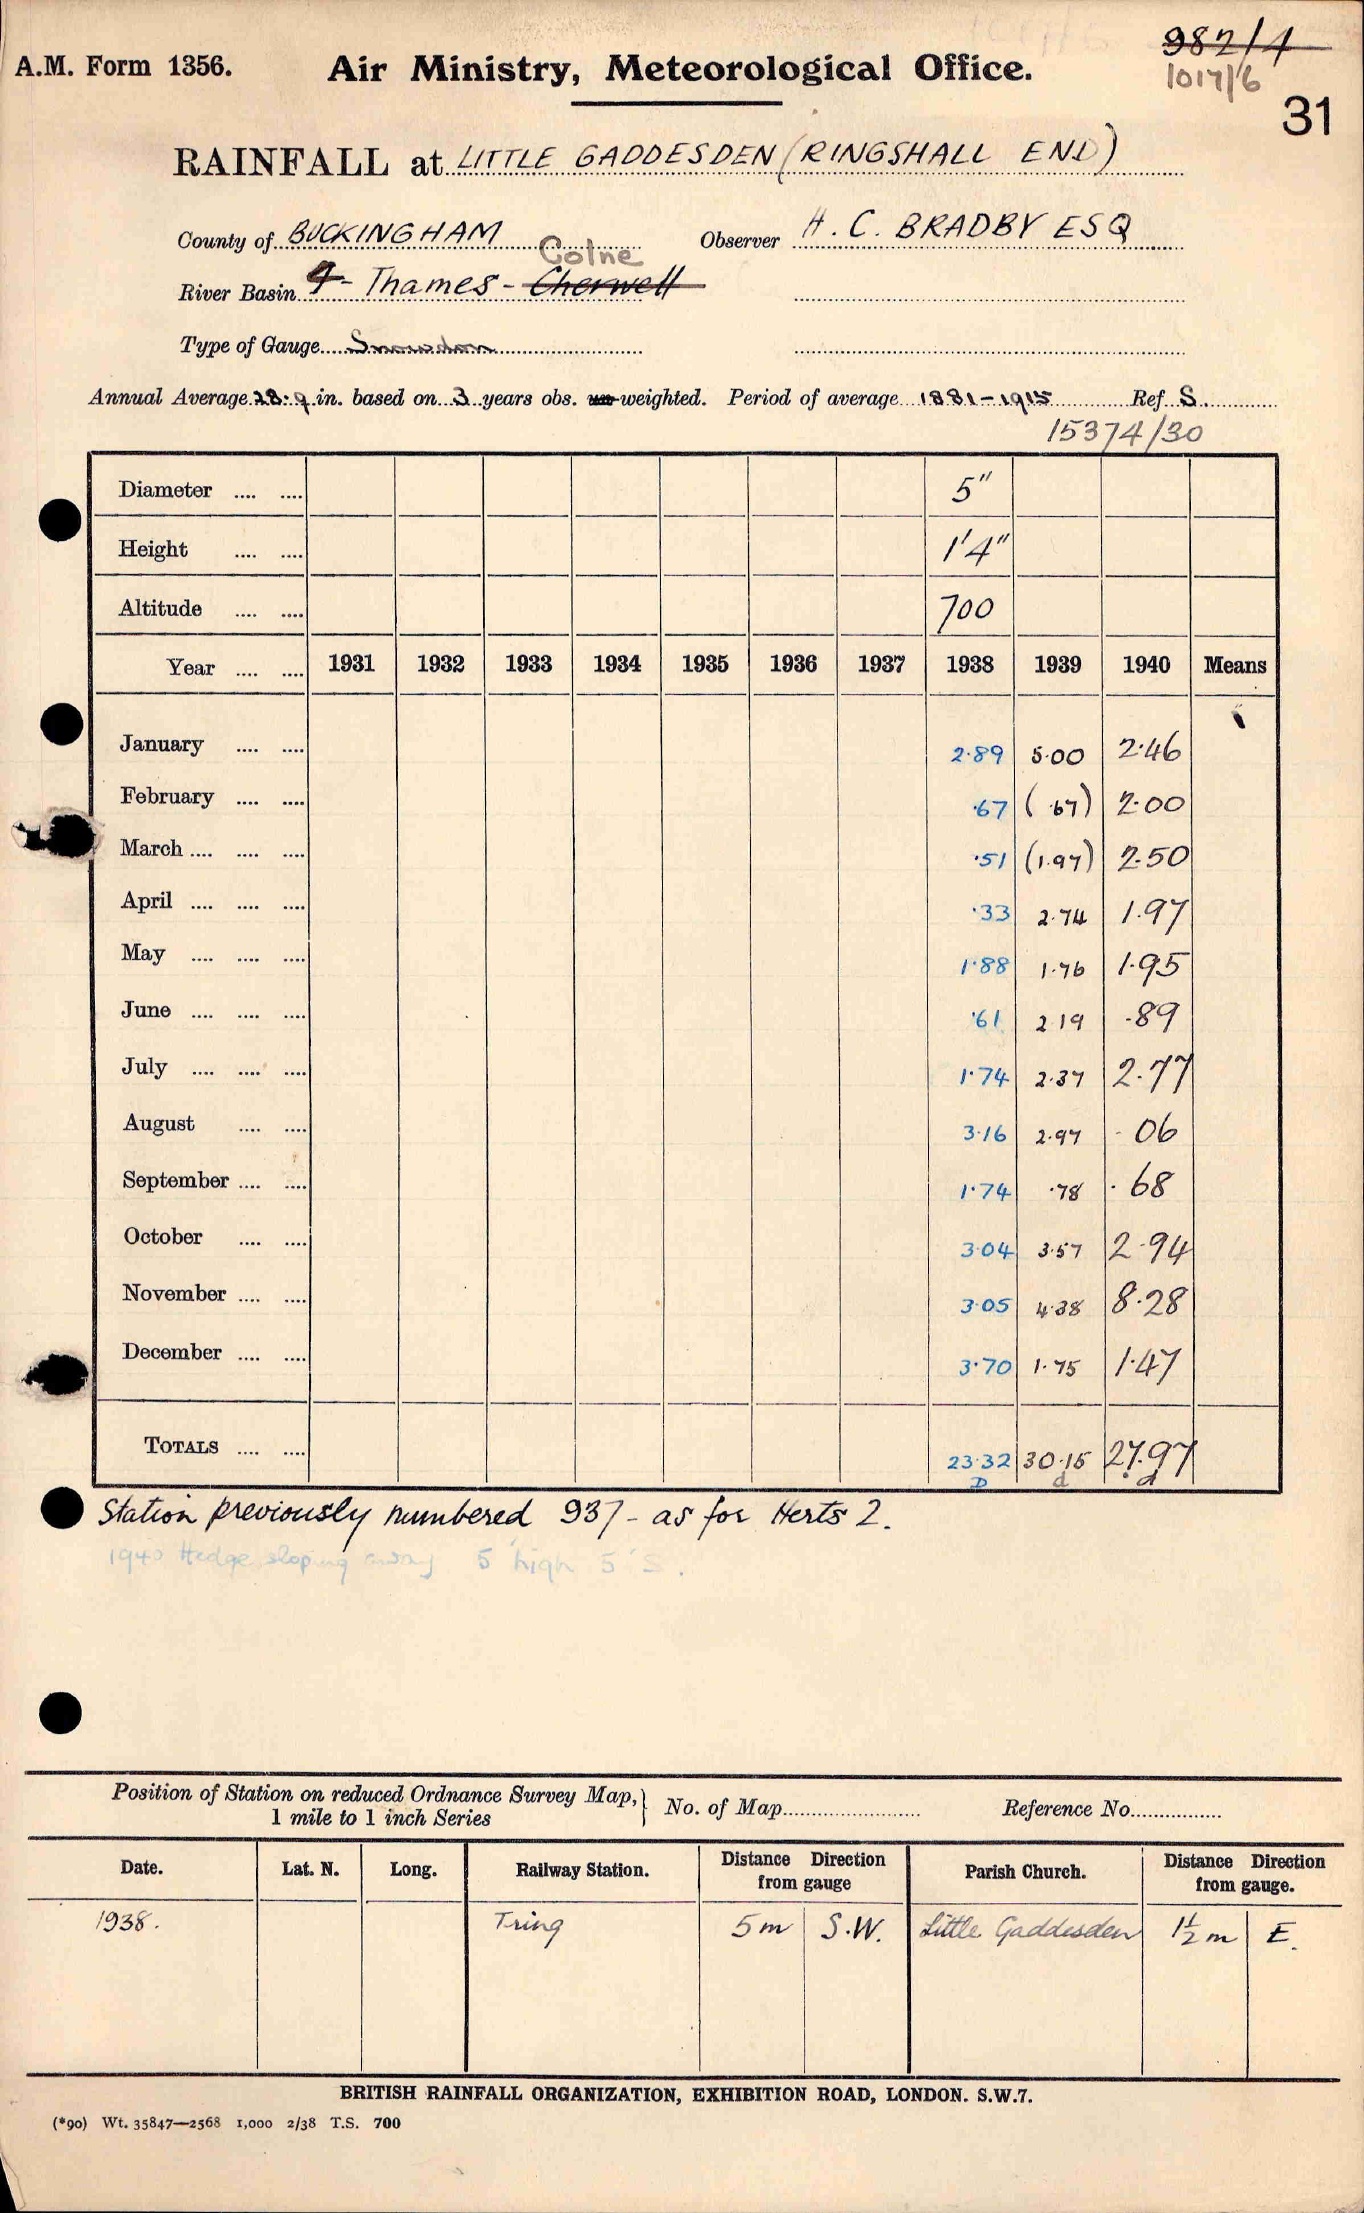 982/4
A.M. Form 1356. Air Ministry, Meteorological Office.
1017/6
31
RAINFALL at LITTLE GADDESDEN (RINGSHALL END)
County of BUCKINGHAM Observer H. C. BRADBY ESQ
Colne
River Basin 9 - Thames - Cherwell
Type of Gauge Snowdon
Annual Average 28.9 in. based on 3 years obs. un-weighted. Period of average 1881-1915 Ref S.
15374/30
Diameter .... .... 5"
Height .... .... 1'4"
Altitude .... .... 700
Year .... .... 1931 1932 1933 1934 1935 1936 1937 1938 1939 1940 Means
January .... .... 2.89 5.00 2.46
February .... .... .67 (.67) 2.00
March .... .... .... .51 (1.97) 2.50
April .... .... .... .33 2.74 1.97
May .... .... .... 1.88 1.76 1.95
June .... .... .... .61 2 19 .89
July .... .... .... 1.74 2.37 2.77
August .... .... 3.16 2.97 .06
September .... .... 1.74 .78 .68
October .... .... 3.04 3.57 2.94
November .... .... 3.05 4.38 8.28
December .... .... 3.70 1.75 1.47
TOTALS .... .... 23.32 30.15 27.97
D d d
Station previously numbered 937 - as for Herts 2.
1940 Hedge sloping away 5' high 5' S.
Position of Station on reduced Ordnance Survey Map, 1 mile to 1 inch Series } No. of Map Reference No.
Date. Lat. N. Long. Railway Station. Distance Direction from gauge Parish Church. Distance Direction from gauge.
1938. Tring 5 m S.W. Little Gaddesden 1 1/2 m E.
BRITISH RAINFALL ORGANIZATION, EXHIBITION ROAD, LONDON. S.W.7.
(*90) Wt. 35847—2568 1,000 2/38 T.S. 700